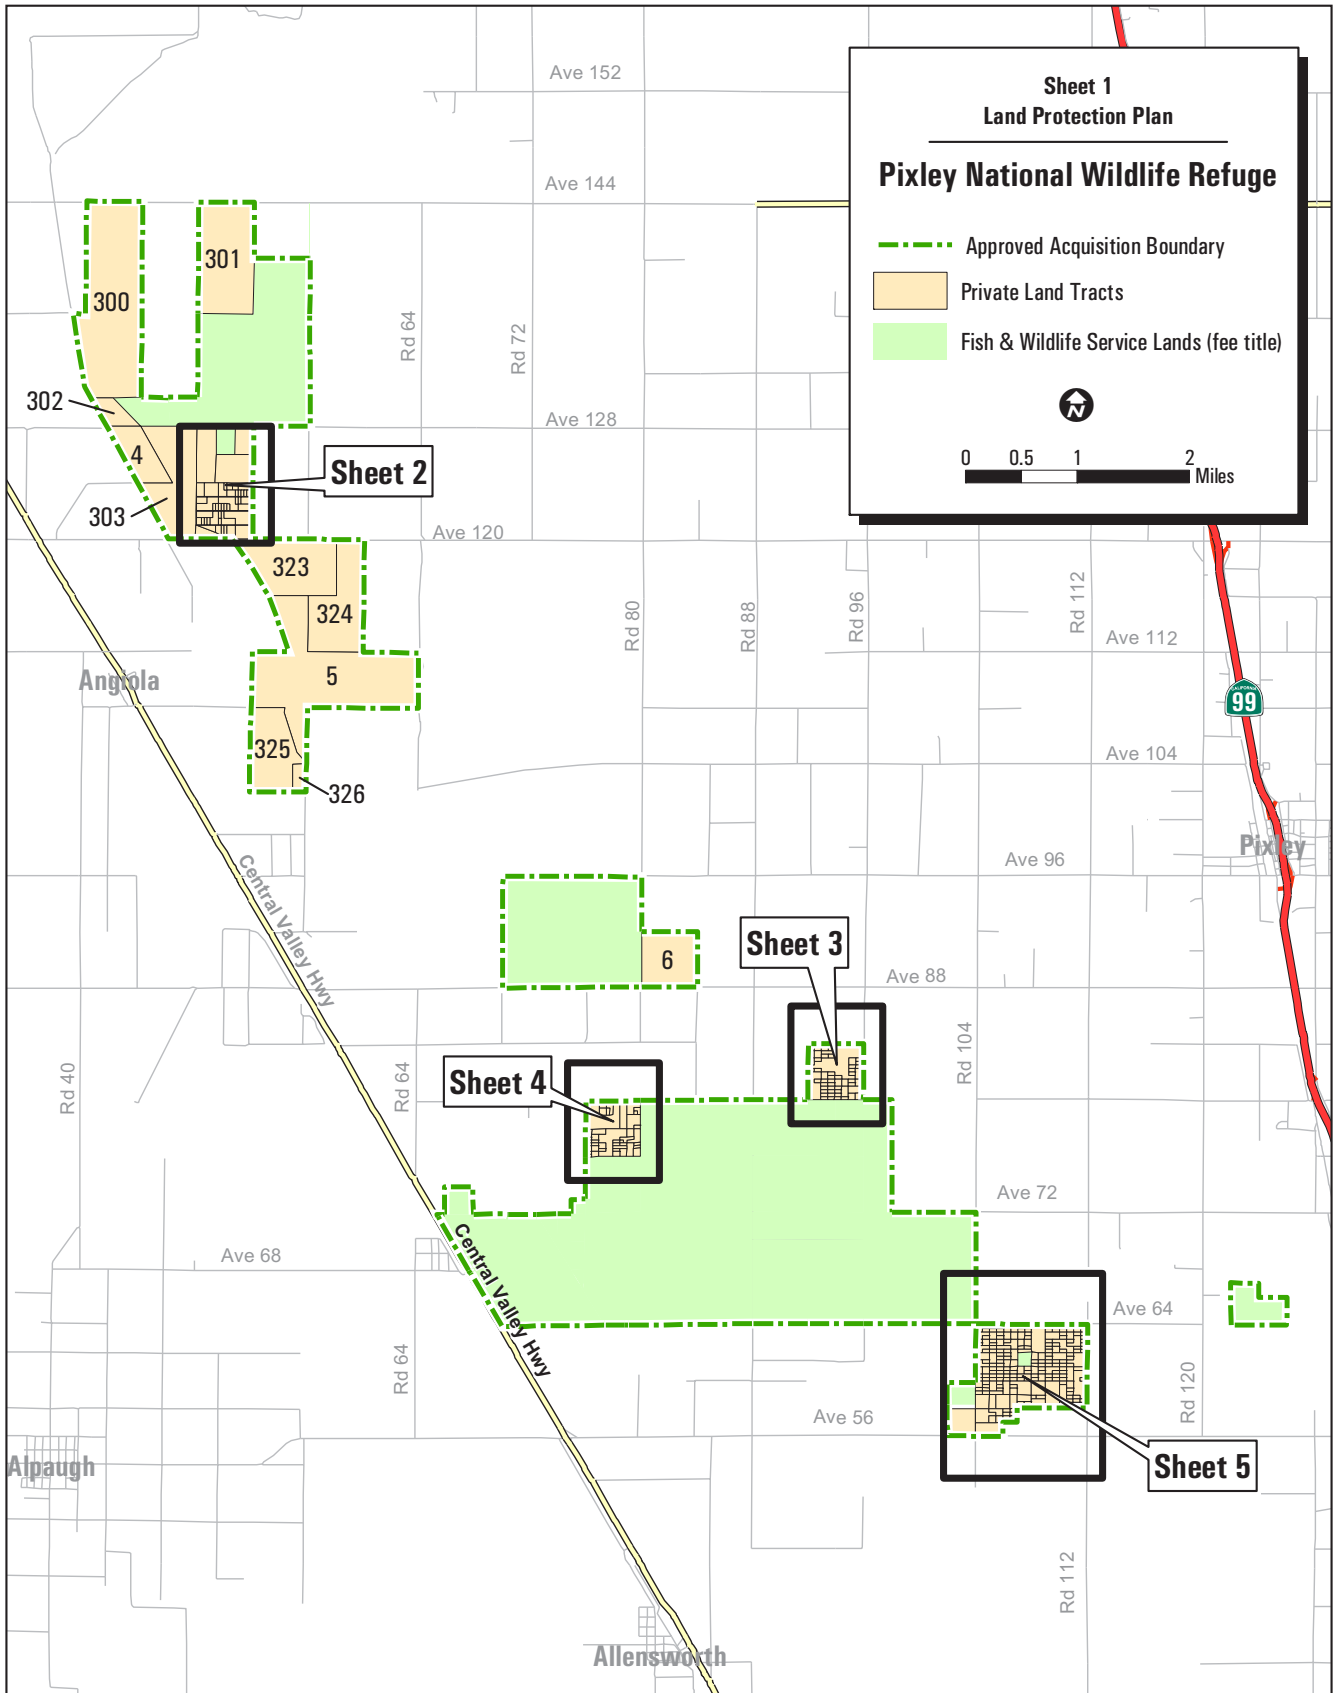 Sheet 1
Land Protection Plan
Pixley National Wildlife Refuge
Approved Acquisition Boundary
Private Land Tracts
Fish & Wildlife Service Lands (fee title)
N
0 0.5 1 2
Miles
Ave 152
Ave 144
301
300
Rd 64
Rd 72
302
Ave 128
4
Sheet 2
303
Ave 120
323
324
Rd 80
Rd 88
Rd 96
Rd 112
Ave 112
Angiola
5
CALIFORNIA
99
325
326
Ave 104
Pixley
Ave 96
Central Valley Hwy
6
Sheet 3
Ave 88
Rd 40
Rd 64
Sheet 4
Rd 104
Ave 72
Ave 68
Central Valley Hwy
Ave 64
Rd 64
Rd 120
Ave 56
Alpaugh
Sheet 5
Rd 112
Allensworth